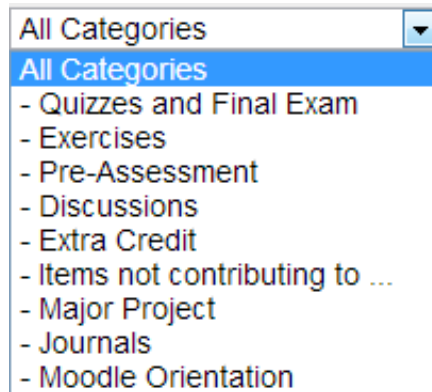 All Categories
All Categories
- Quizzes and Final Exam
- Exercises
- Pre-Assessment
- Discussions
- Extra Credit
- Items not contributing to ...
- Major Project
- Journals
- Moodle Orientation